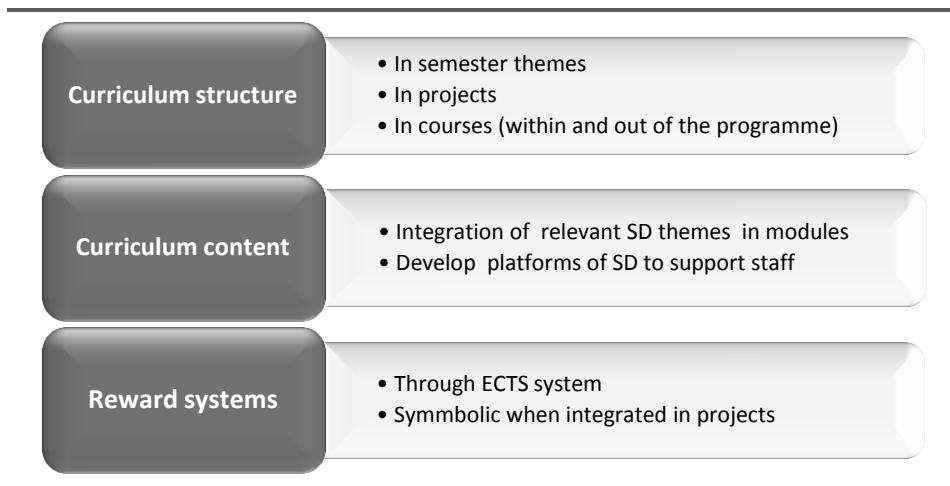 Curriculum structure
• In semester themes
• In projects
• In courses (within and out of the programme)
Curriculum content
• Integration of relevant SD themes in modules
• Develop platforms of SD to support staff
Reward systems
• Through ECTS system
• Symmbolic when integrated in projects